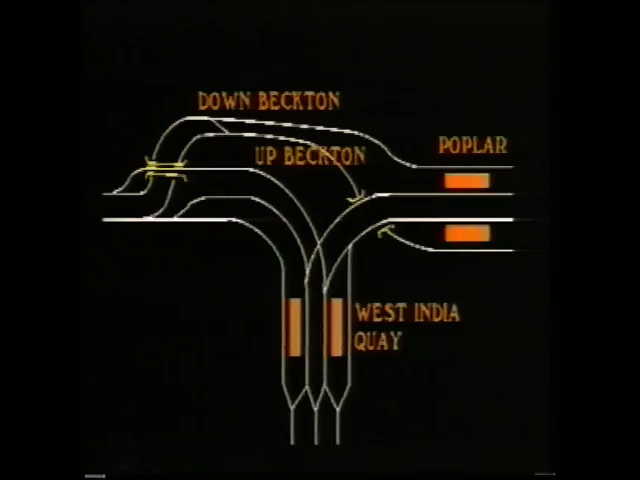 DOWN BECKTON
POPLAR
UP BECKTON
WEST INDIA
QUAY